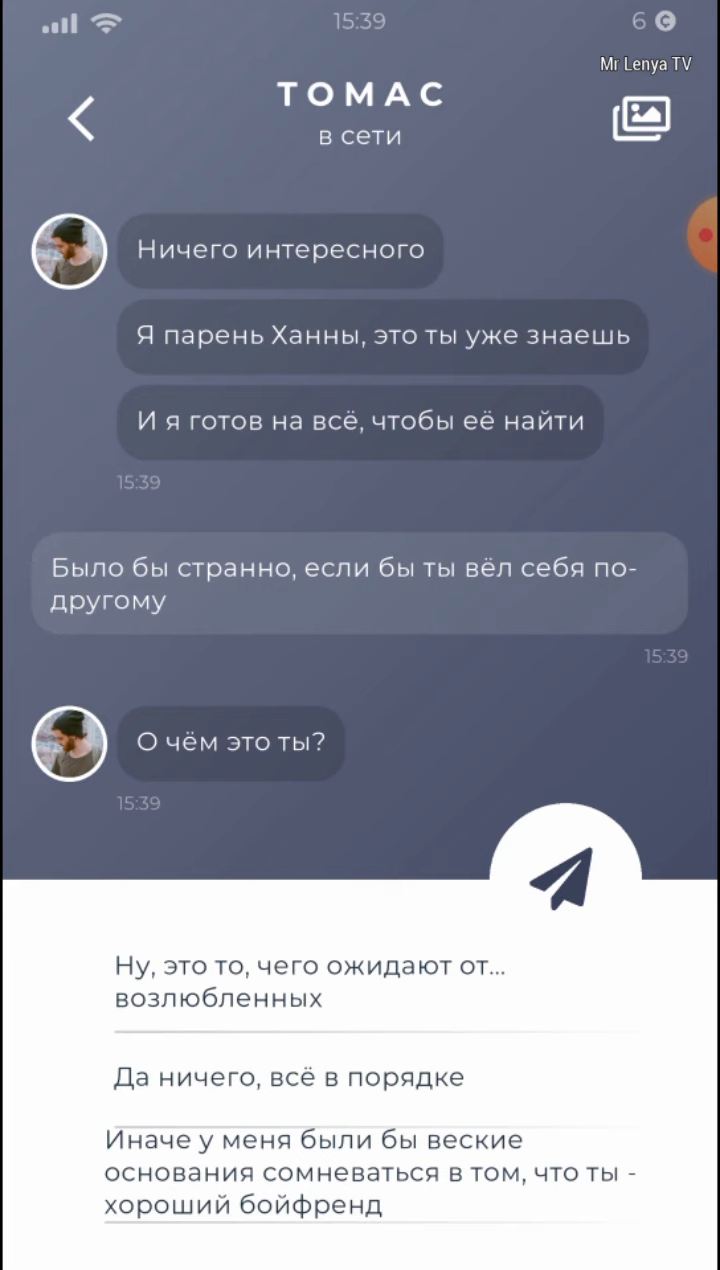 15:39
6
Mr Lenya TV
ТОМАС
в сети
Ничего интересного
Я парень Ханны, это ты уже знаешь
И я готов на всё, чтобы её найти
15:39
Было бы странно, если бы ты вёл себя по-
другому
15:39
О чём это ты?
15:39
Ну, это то, чего ожидают от...
возлюбленных
Да ничего, всё в порядке
Иначе у меня были бы веские
основания сомневаться в том, что ты -
хороший бойфренд